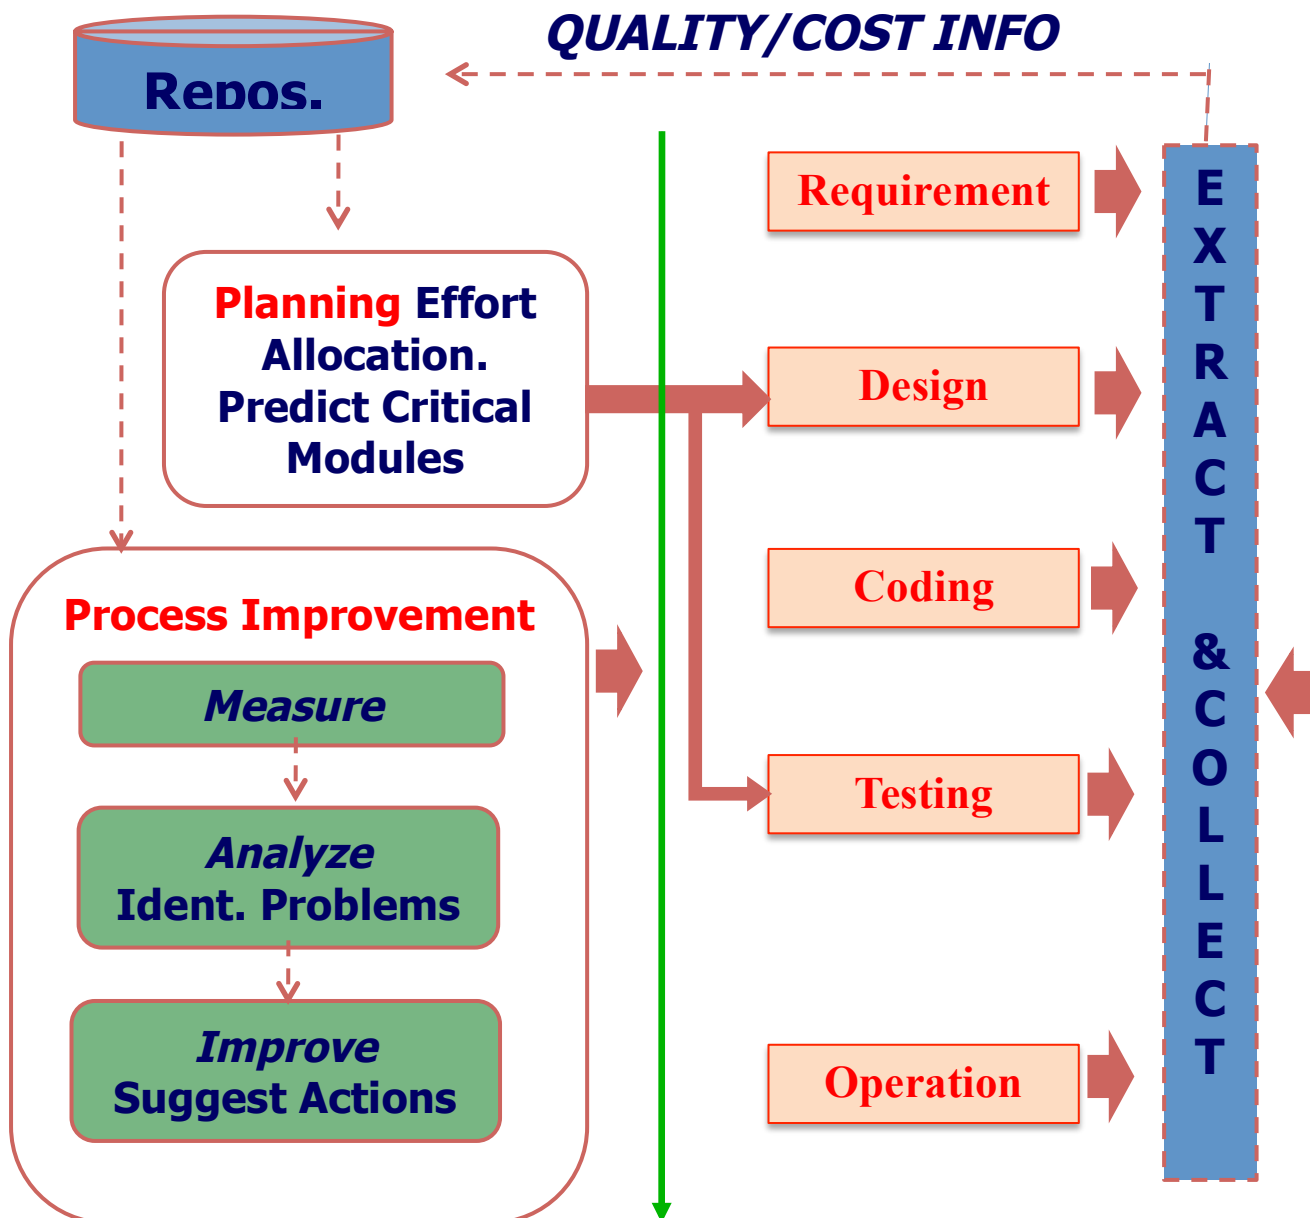 QUALITY/COST INFO
Repos.
Planning Effort
Allocation.
Predict Critical
Modules
Process Improvement
Measure
Analyze
Ident. Problems
Improve
Suggest Actions
Requirement
Design
Coding
Testing
Operation
E
X
T
R
A
C
T
&
C
O
L
L
E
C
T